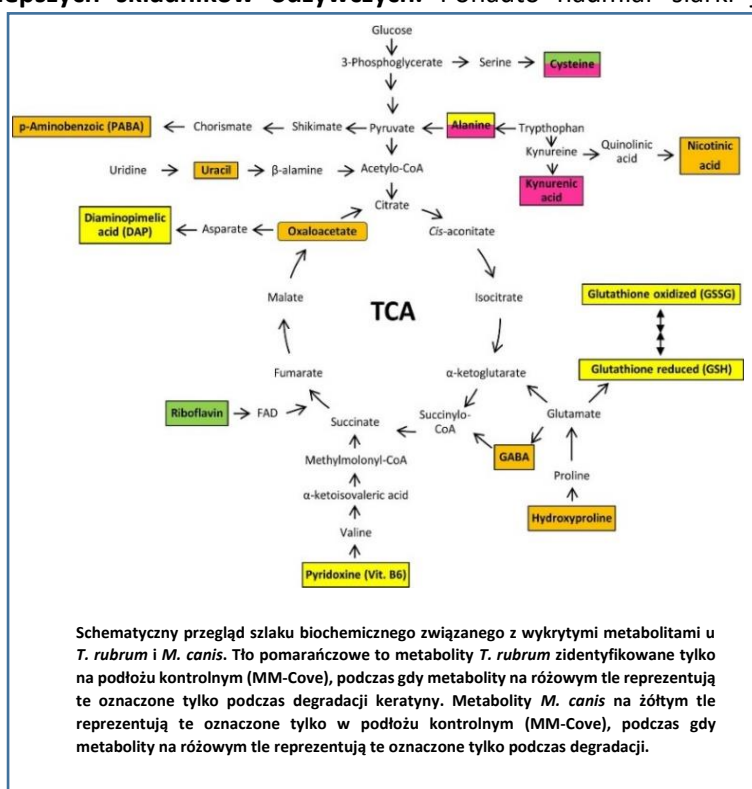 lepszych składników odżywczych. Ponadto nadmiar siarki j
Glucose
3-Phosphoglycerate Serine Cysteine
p-Aminobenzoic (PABA) Chorismate Shikimate Pyruvate Alanine Trypthophan
Kynureine Quinolinic acid Nicotinic acid
Uridine Uracil β-alamine Acetylo-CoA
Kynurenic acid
Citrate
Diaminopimelic acid (DAP) Asparate Oxaloacetate Cis-aconitate
Malate TCA Isocitrate Glutathione oxidized (GSSG)
Fumarate α-ketoglutarate Glutathione reduced (GSH)
Riboflavin FAD Succinate Succinylo-CoA Glutamate
Methylmolonyl-CoA GABA Proline
α-ketoisovaleric acid
Valine Hydroxyproline
Pyridoxine (Vit. B6)
Schematyczny przegląd szlaku biochemicznego związanego z wykrytymi metabolitami u
T. rubrum i M. canis. Tło pomarańczowe to metabolity T. rubrum zidentyfikowane tylko
na podłożu kontrolnym (MM-Cove), podczas gdy metabolity na różowym tle reprezentują
te oznaczone tylko podczas degradacji keratyny. Metabolity M. canis na żółtym tle
reprezentują te oznaczone tylko w podłożu kontrolnym (MM-Cove), podczas gdy
metabolity na różowym tle reprezentują te oznaczone tylko podczas degradacji.